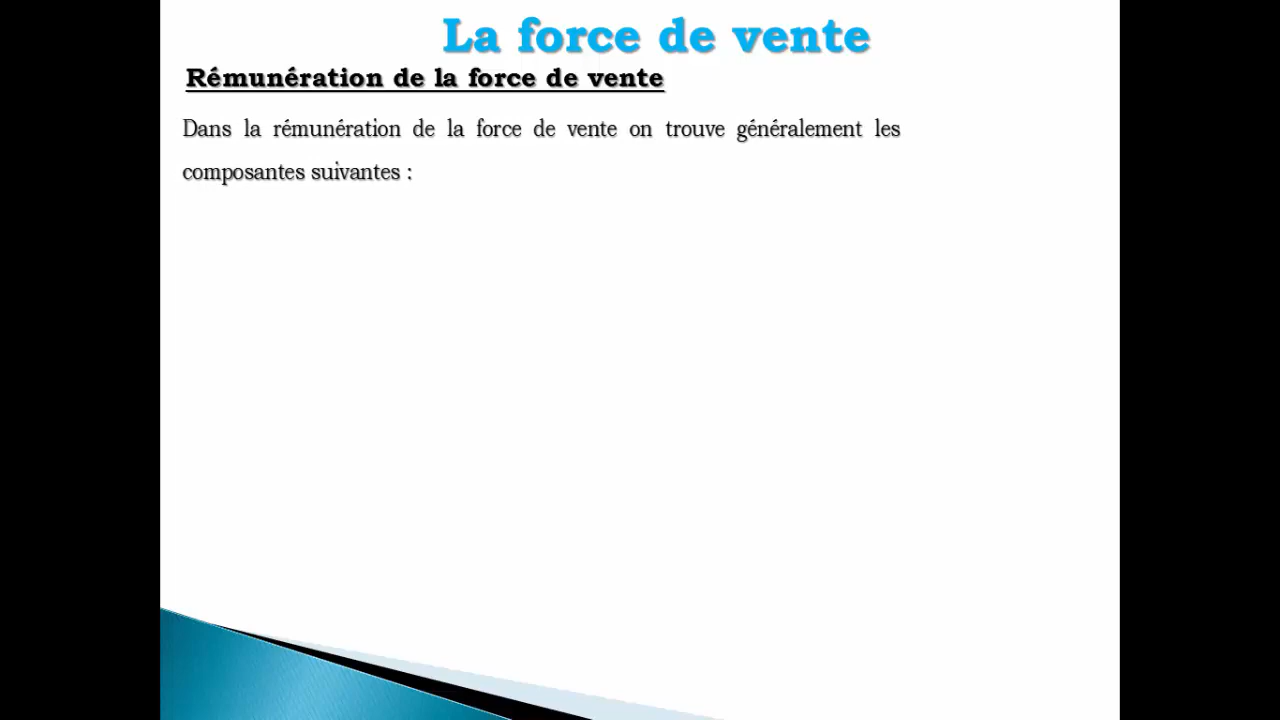 La force de vente
Rémunération de la force de vente
Dans la rémunération de la force de vente on trouve généralement les
composantes suivantes :